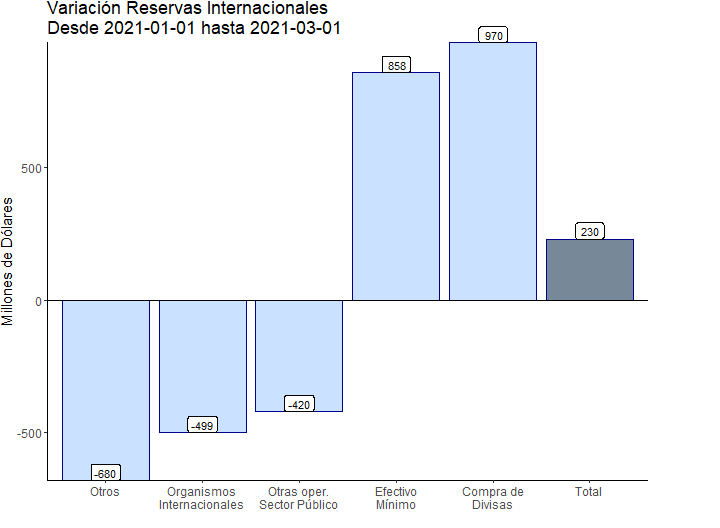 Variación Reservas Internacionales
Desde 2021-01-01 hasta 2021-03-01
Millones de Dólares
500
0
-500
-680
-499
-420
858
970
230
Otros
Organismos
Internacionales
Otras oper.
Sector Público
Efectivo
Mínimo
Compra de
Divisas
Total